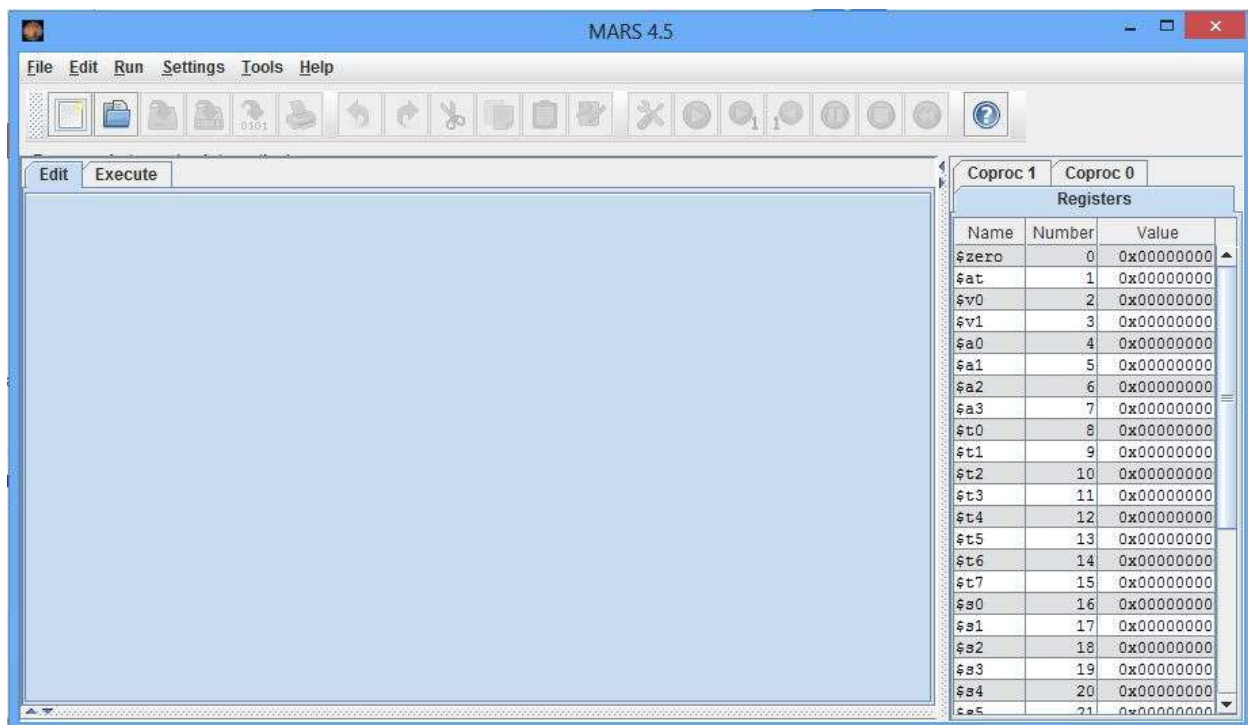 MARS 4.5
File Edit Run Settings Tools Help
Edit Execute
Coproc 1 Coproc 0
Registers
Name Number Value
$zero 0 0x00000000
$at 1 0x00000000
$v0 2 0x00000000
$v1 3 0x00000000
$a0 4 0x00000000
$a1 5 0x00000000
$a2 6 0x00000000
$a3 7 0x00000000
$t0 8 0x00000000
$t1 9 0x00000000
$t2 10 0x00000000
$t3 11 0x00000000
$t4 12 0x00000000
$t5 13 0x00000000
$t6 14 0x00000000
$t7 15 0x00000000
$s0 16 0x00000000
$s1 17 0x00000000
$s2 18 0x00000000
$s3 19 0x00000000
$s4 20 0x00000000
$s5 21 0x00000000